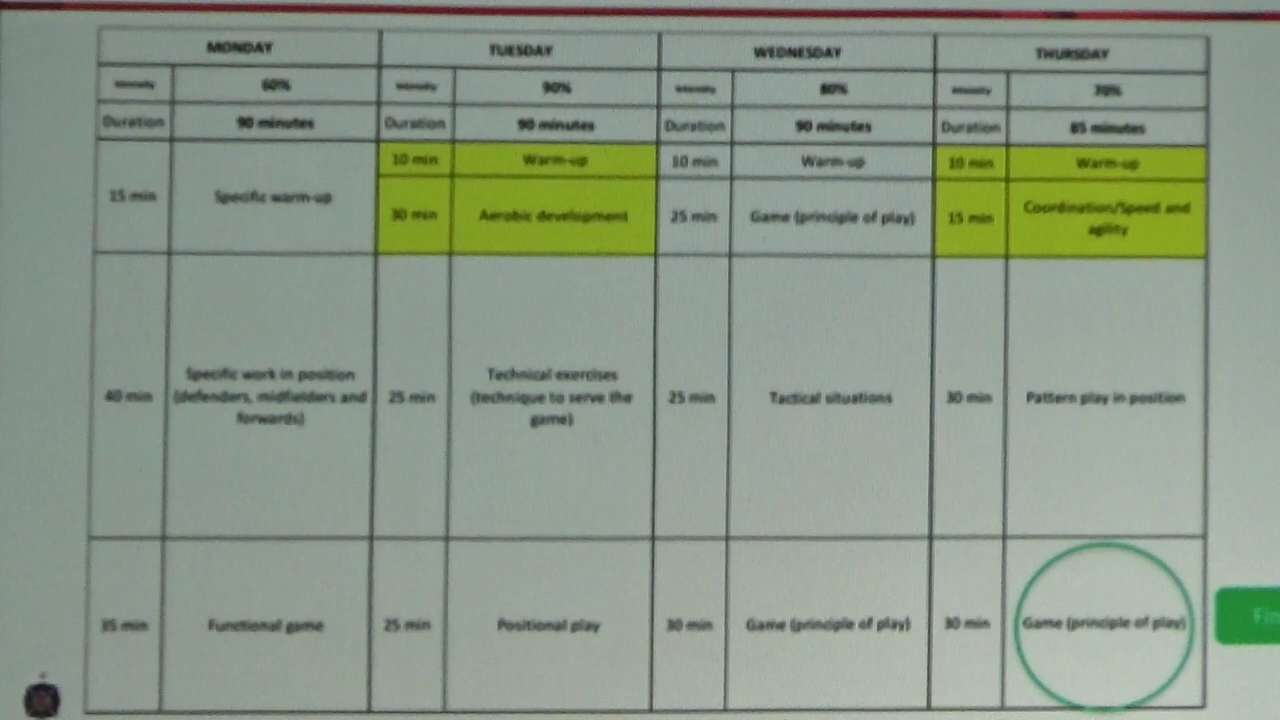 MONDAY TUESDAY WEDNESDAY THURSDAY
Intensity 60% Intensity 90% Intensity 80% Intensity 70%
Duration 90 minutes Duration 90 minutes Duration 90 minutes Duration 85 minutes
15 min Specific warm-up 10 min Warm-up 10 min Warm-up 10 min Warm-up
30 min Aerobic development 25 min Game (principle of play) 15 min Coordination/Speed and
agility
40 min Specific work in position
(defenders, midfielders and
forwards) 25 min Technical exercises
(technique to serve the
game) 25 min Tactical situations 30 min Pattern play in position
35 min Functional game 25 min Positional play 30 min Game (principle of play) 30 min Game (principle of play)